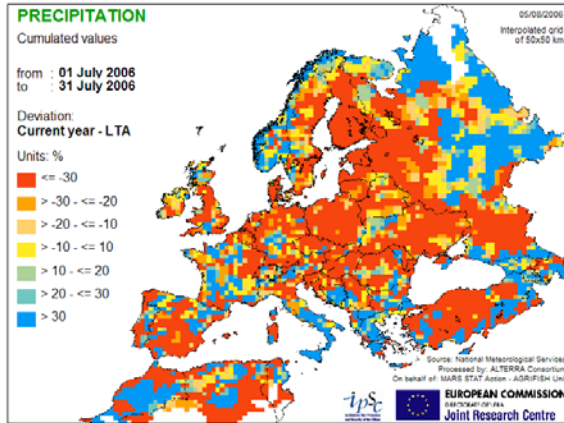 PRECIPITATION
Cumulated values
05/08/2006
Interpolated grid
of 50x50 km
from : 01 July 2006
to : 31 July 2006
Deviation:
Current year - LTA
Units: %
<= -30
> -30 - <= -20
> -20 - <= -10
> -10 - <= 10
> 10 - <= 20
> 20 - <= 30
> 30
Source: National Meteorological Services
Processed by: ALTERRA Consortium
On behalf of: MARS STAT Action - AGRIFISH Unit
ipsc
EUROPEAN COMMISSION
Joint Research Centre